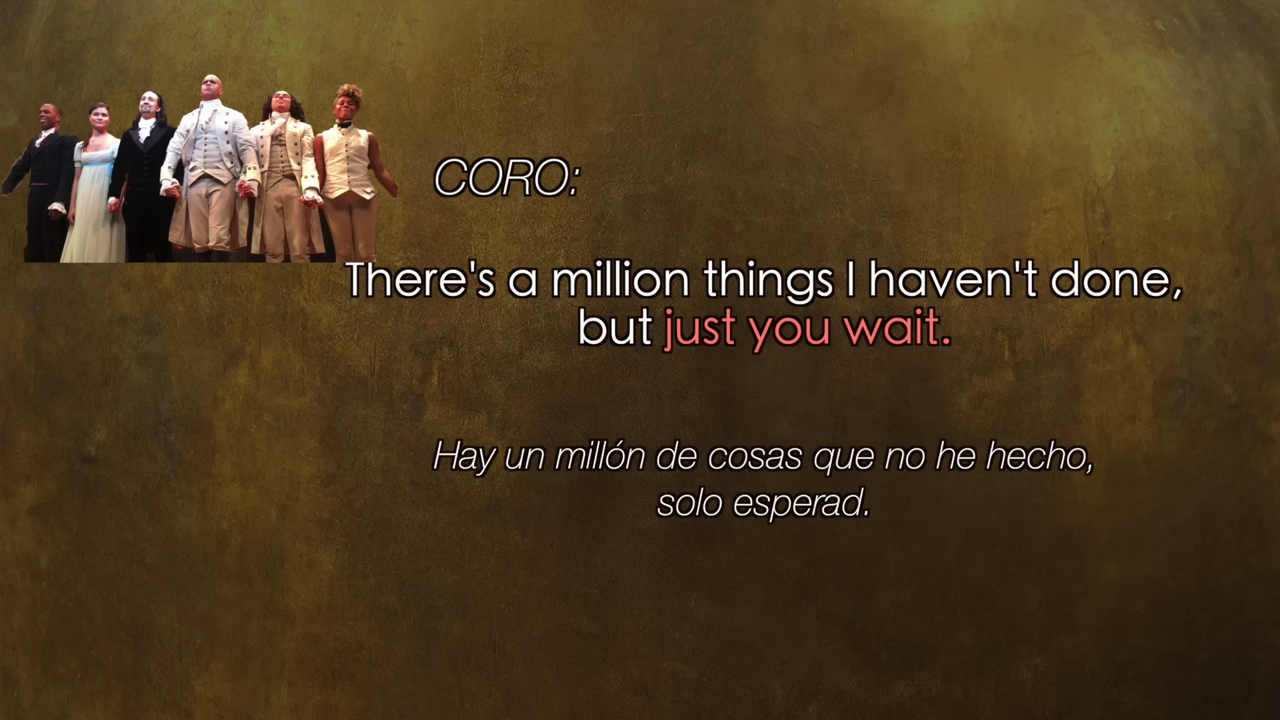 CORO:
There's a million things I haven't done,
but just you wait.
Hay un millón de cosas que no he hecho,
solo esperad.